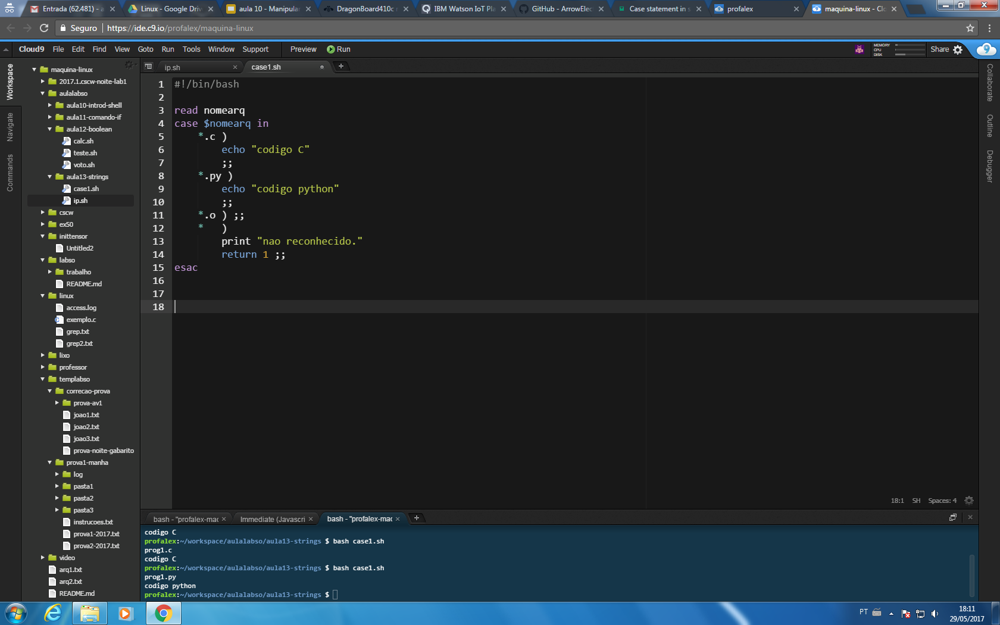 Entrada (62.481) - a
Linux - Google Drive
aula 10 - Manipula
DragonBoard410c
IBM Watson IoT Pla
GitHub - ArrowElec
Case statement in s
profalex
maquina-linux - Clo
Seguro
https://ide.c9.io/profalex/maquina-linux
Cloud9 File Edit Find View Goto Run Tools Window Support Preview Run
MEMORY
CPU
DISK
Share
Workspace
Navigate
Commands
maquina-linux
2017.1.cscw-noite-lab1
aulalabso
aula10-introd-shell
aula11-comando-if
aula12-boolean
calc.sh
teste.sh
voto.sh
aula13-strings
case1.sh
ip.sh
cscw
ex50
inittensor
Untitled2
labso
trabalho
README.md
linux
access.log
exemplo.c
grep.txt
grep2.txt
lixo
professor
templabso
correcao-prova
prova-av1
joao1.txt
joao2.txt
joao3.txt
prova-noite-gabarito
prova1-manha
log
pasta1
pasta2
pasta3
instrucoes.txt
prova1-2017.txt
prova2-2017.txt
video
arq1.txt
arq2.txt
README.md
ip.sh
case1.sh
1 #!/bin/bash
2
3 read nomearq
4 case $nomearq in
5 *.c )
6 echo "codigo C"
7 ;;
8 *.py )
9 echo "codigo python"
10 ;;
11 *.o ) ;;
12 * )
13 print "nao reconhecido."
14 return 1 ;;
15 esac
16
17
18
18:1 SH Spaces: 4
Collaborate
Outline
Debugger
bash - "profalex-mac
Immediate (Javascri
bash - "profalex-mac
codigo C
profalex:~/workspace/aulalabso/aula13-strings $ bash case1.sh
prog1.c
codigo C
profalex:~/workspace/aulalabso/aula13-strings $ bash case1.sh
prog1.py
codigo python
profalex:~/workspace/aulalabso/aula13-strings $
PT
18:11
29/05/2017